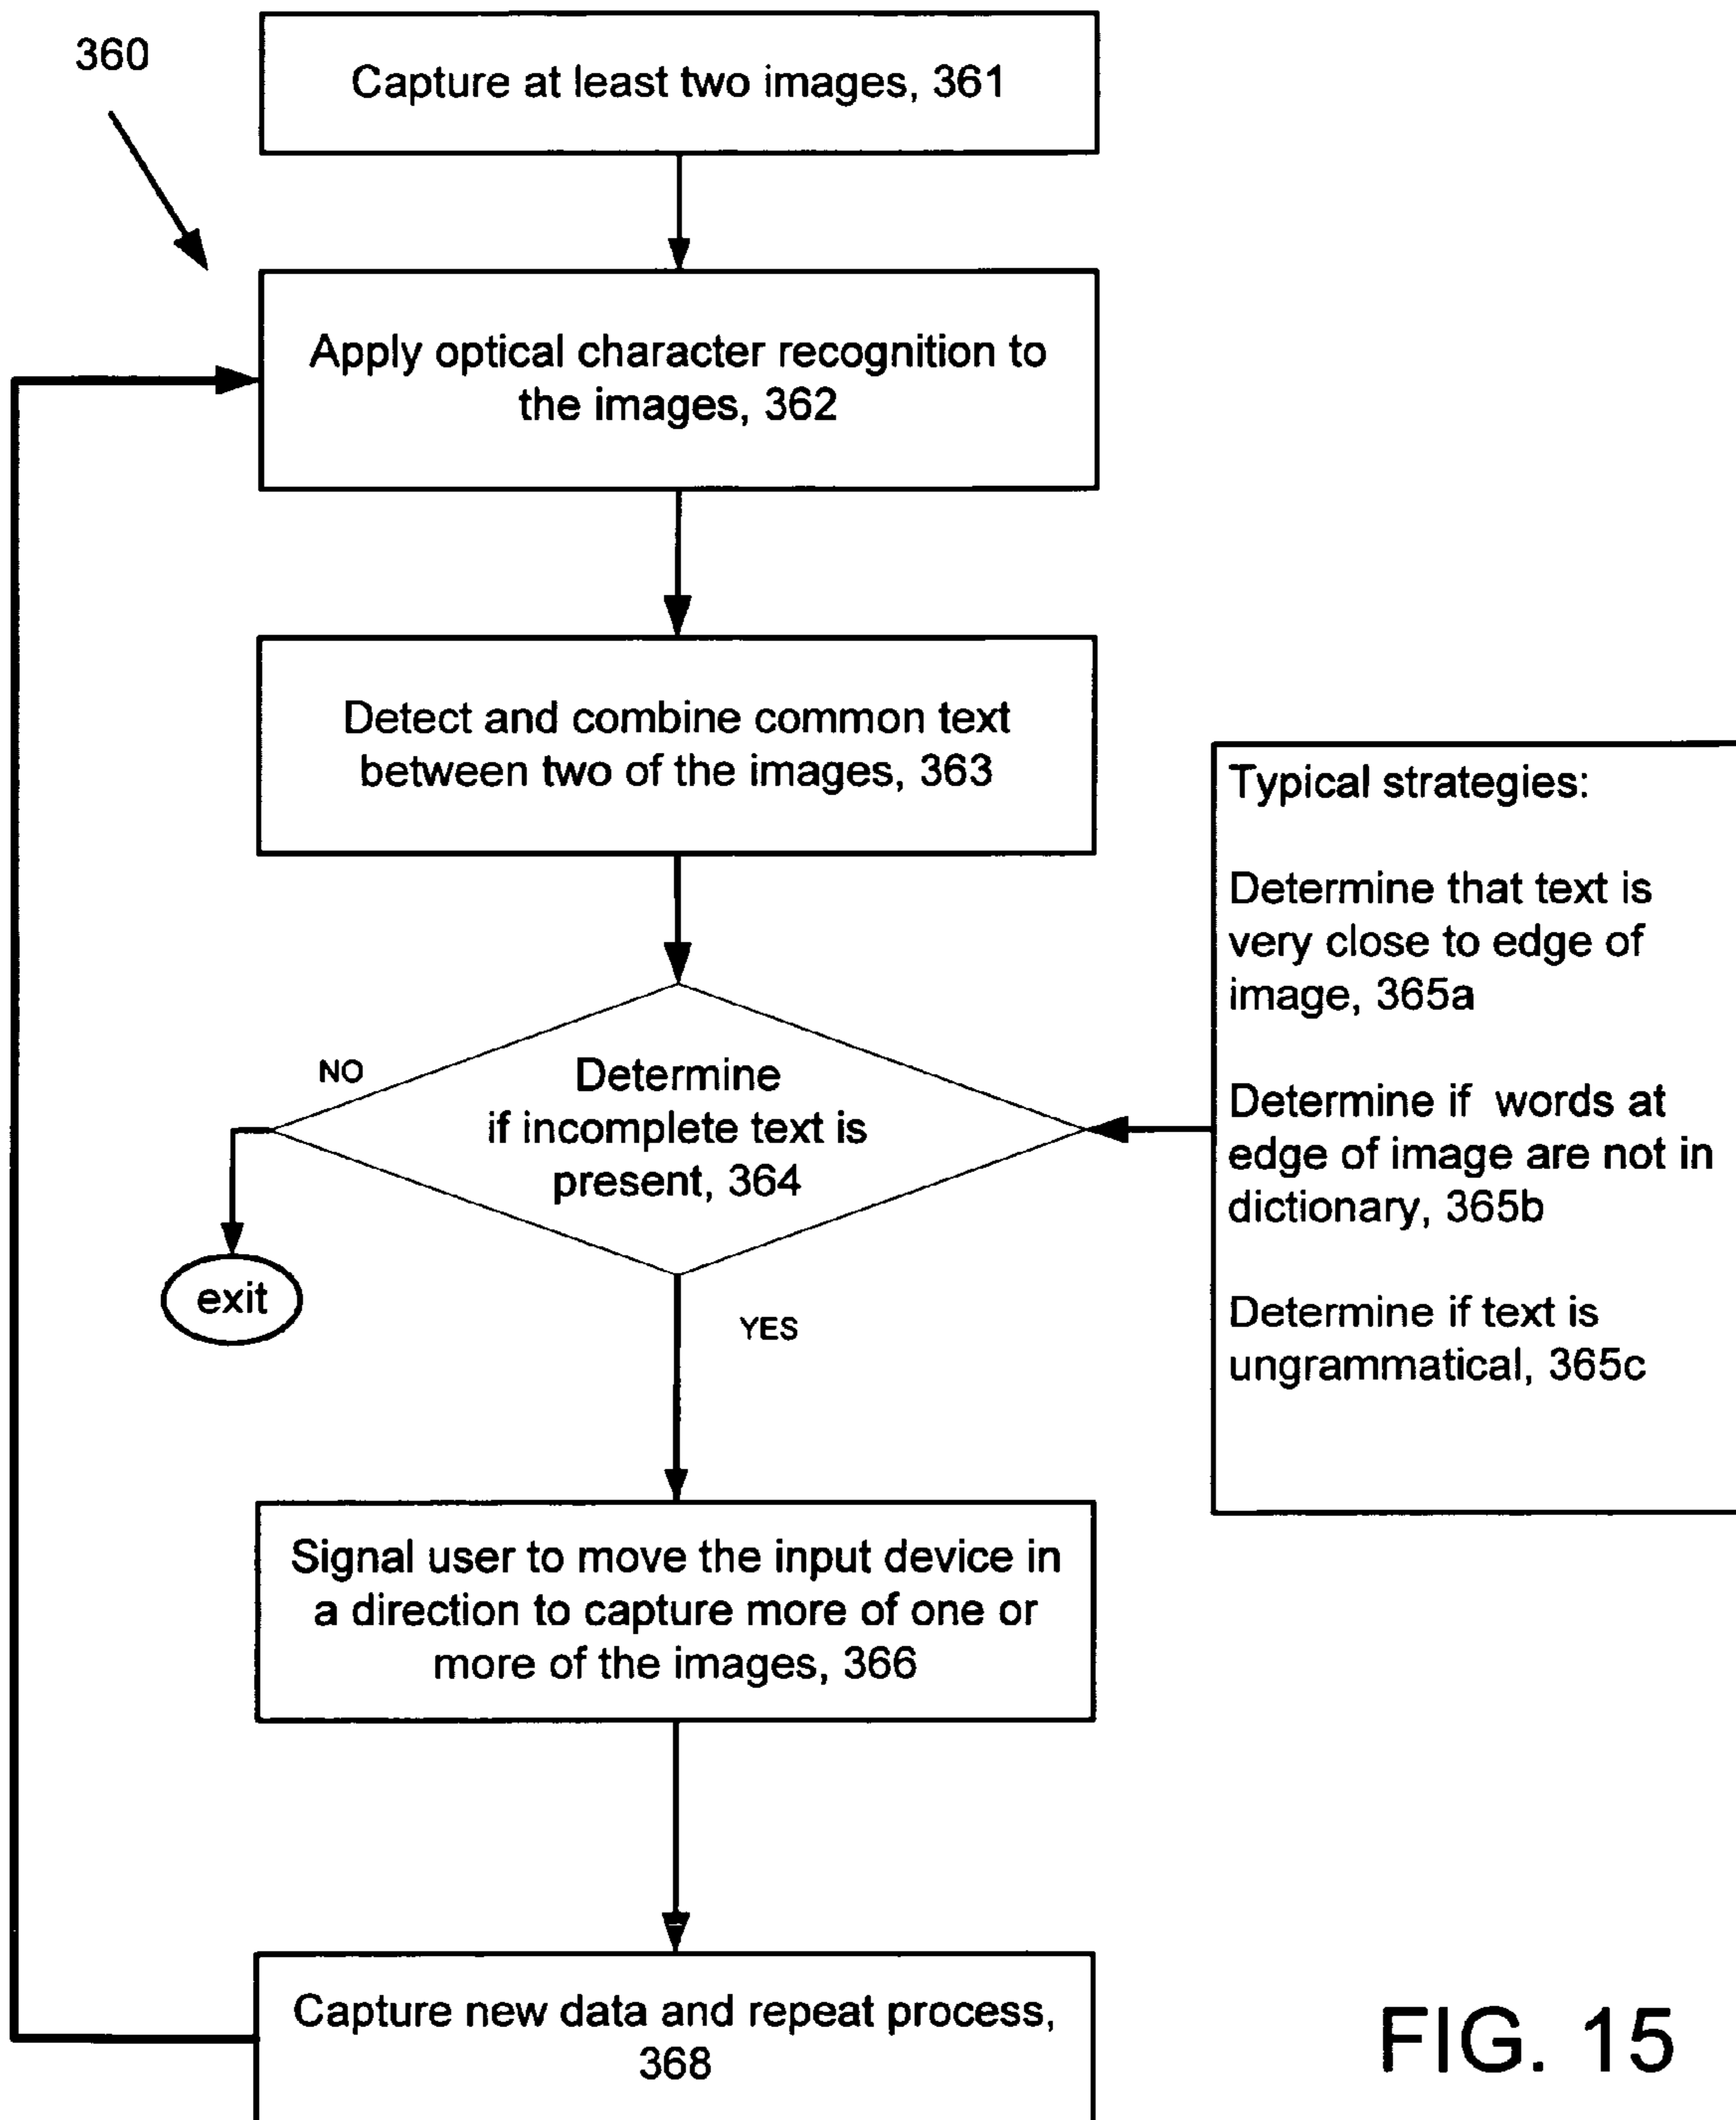 360
Capture at least two images, 361
Apply optical character recognition to
the images, 362
Detect and combine common text
between two of the images, 363
Typical strategies:
Determine that text is
very close to edge of
image, 365a
Determine if words at
edge of image are not in
dictionary, 365b
Determine if text is
ungrammatical, 365c
NO
Determine
if incomplete text is
present, 364
exit
YES
Signal user to move the input device in
a direction to capture more of one or
more of the images, 366
Capture new data and repeat process,
368
FIG. 15